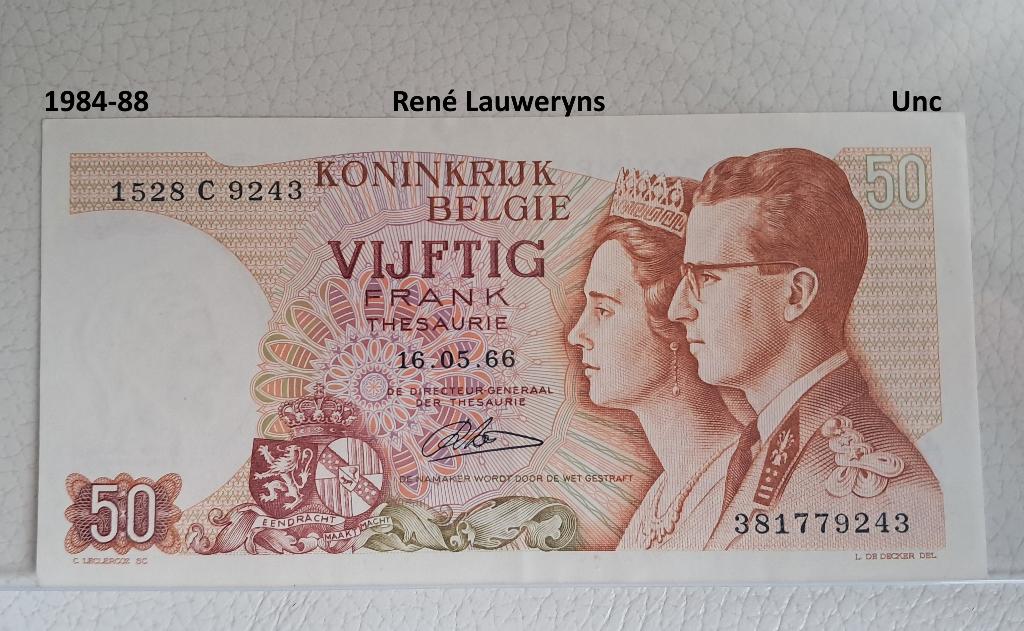 1984-88 René Lauweryns Unc
1528 C 9243
KONINKRIJK
BELGIE
50
VIJFTIG
FRANK
THESAURIE
16.05.66
DE DIRECTEUR-GENERAAL
DER THESAURIE
DE NAMAKER WORDT DOOR DE WET GESTRAFT
50
EENDRACHT
MAAKT MACHT
381779243
C. LECLERCQZ SC
L. DE DECKER DEL.